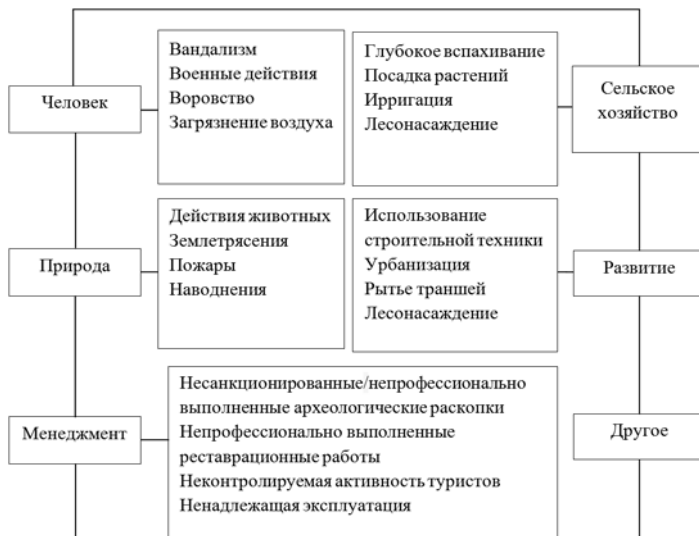 Человек
Вандализм
Военные действия
Воровство
Загрязнение воздуха
Глубокое вспахивание
Посадка растений
Ирригация
Лесонасаждение
Сельское
хозяйство
Природа
Действия животных
Землетрясения
Пожары
Наводнения
Использование
строительной техники
Урбанизация
Рытье траншей
Лесонасаждение
Развитие
Менеджмент
Несанкционированные/непрофессионально
выполненные археологические раскопки
Непрофессионально выполненные
реставрационные работы
Неконтролируемая активность туристов
Ненадлежащая эксплуатация
Другое